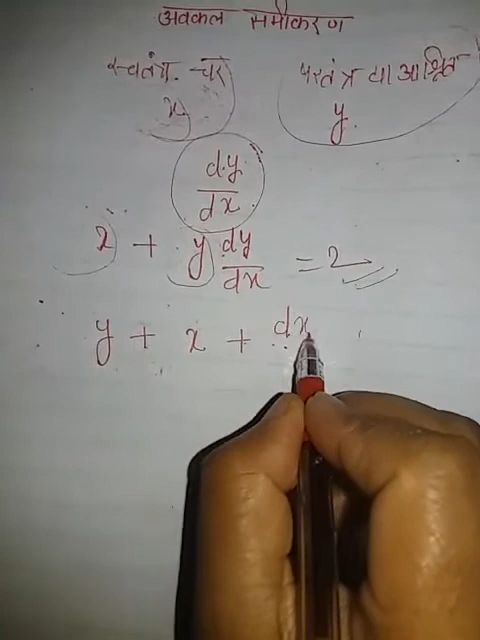 अवकल समीकरण
स्वतंत्र चर परतंत्र या आश्रित
x y
dy
dx
x + y dy = 2
dx
y + x + dx